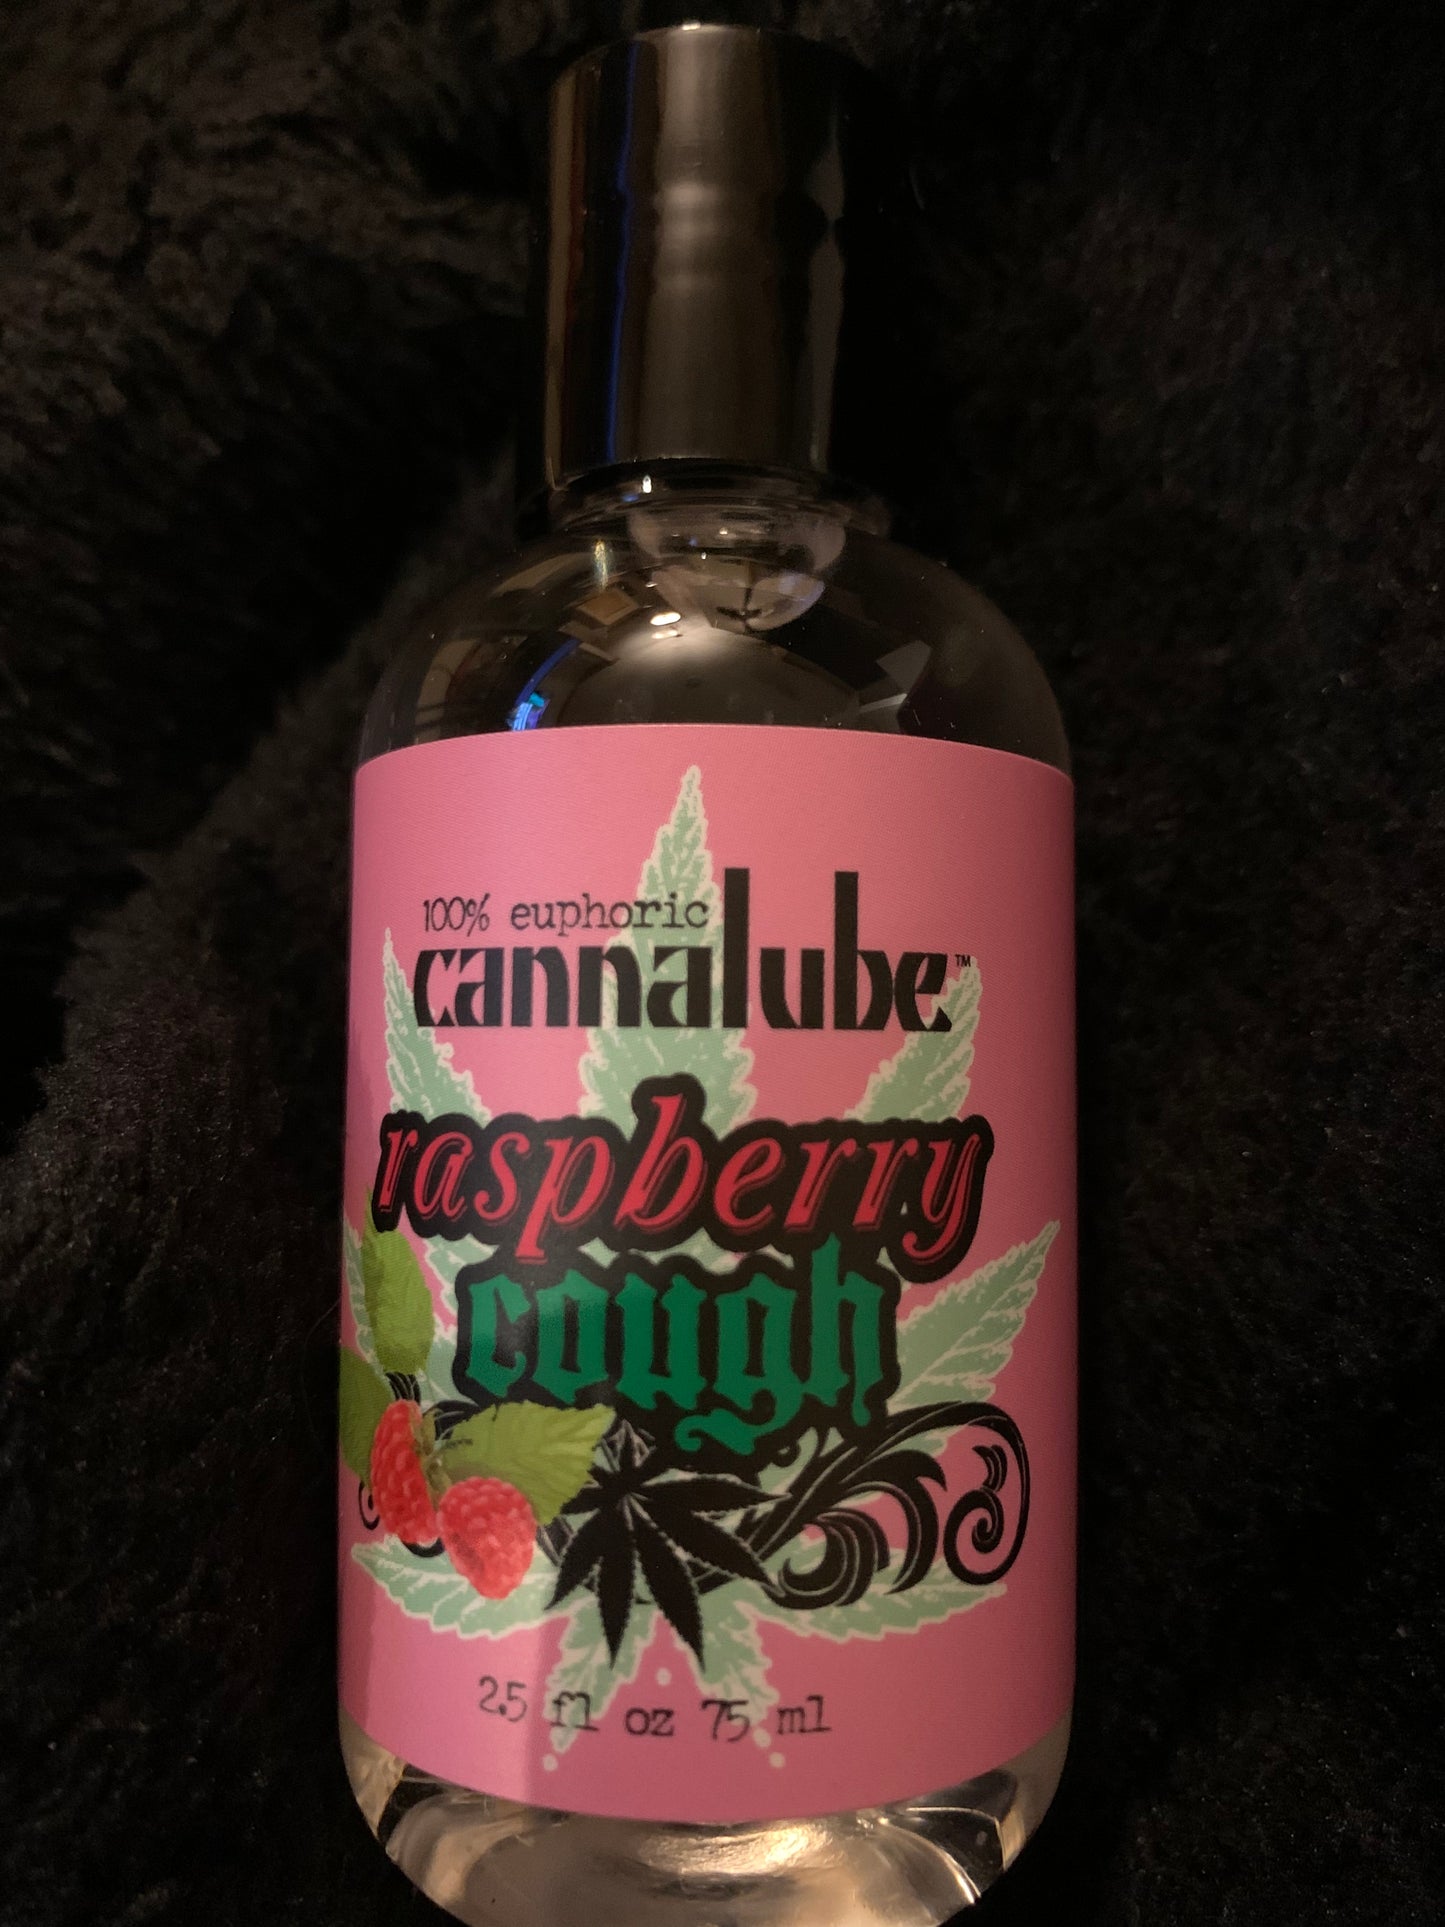 100% euphoric
cannalube™
raspberry
cough
2.5 fl oz 75 ml